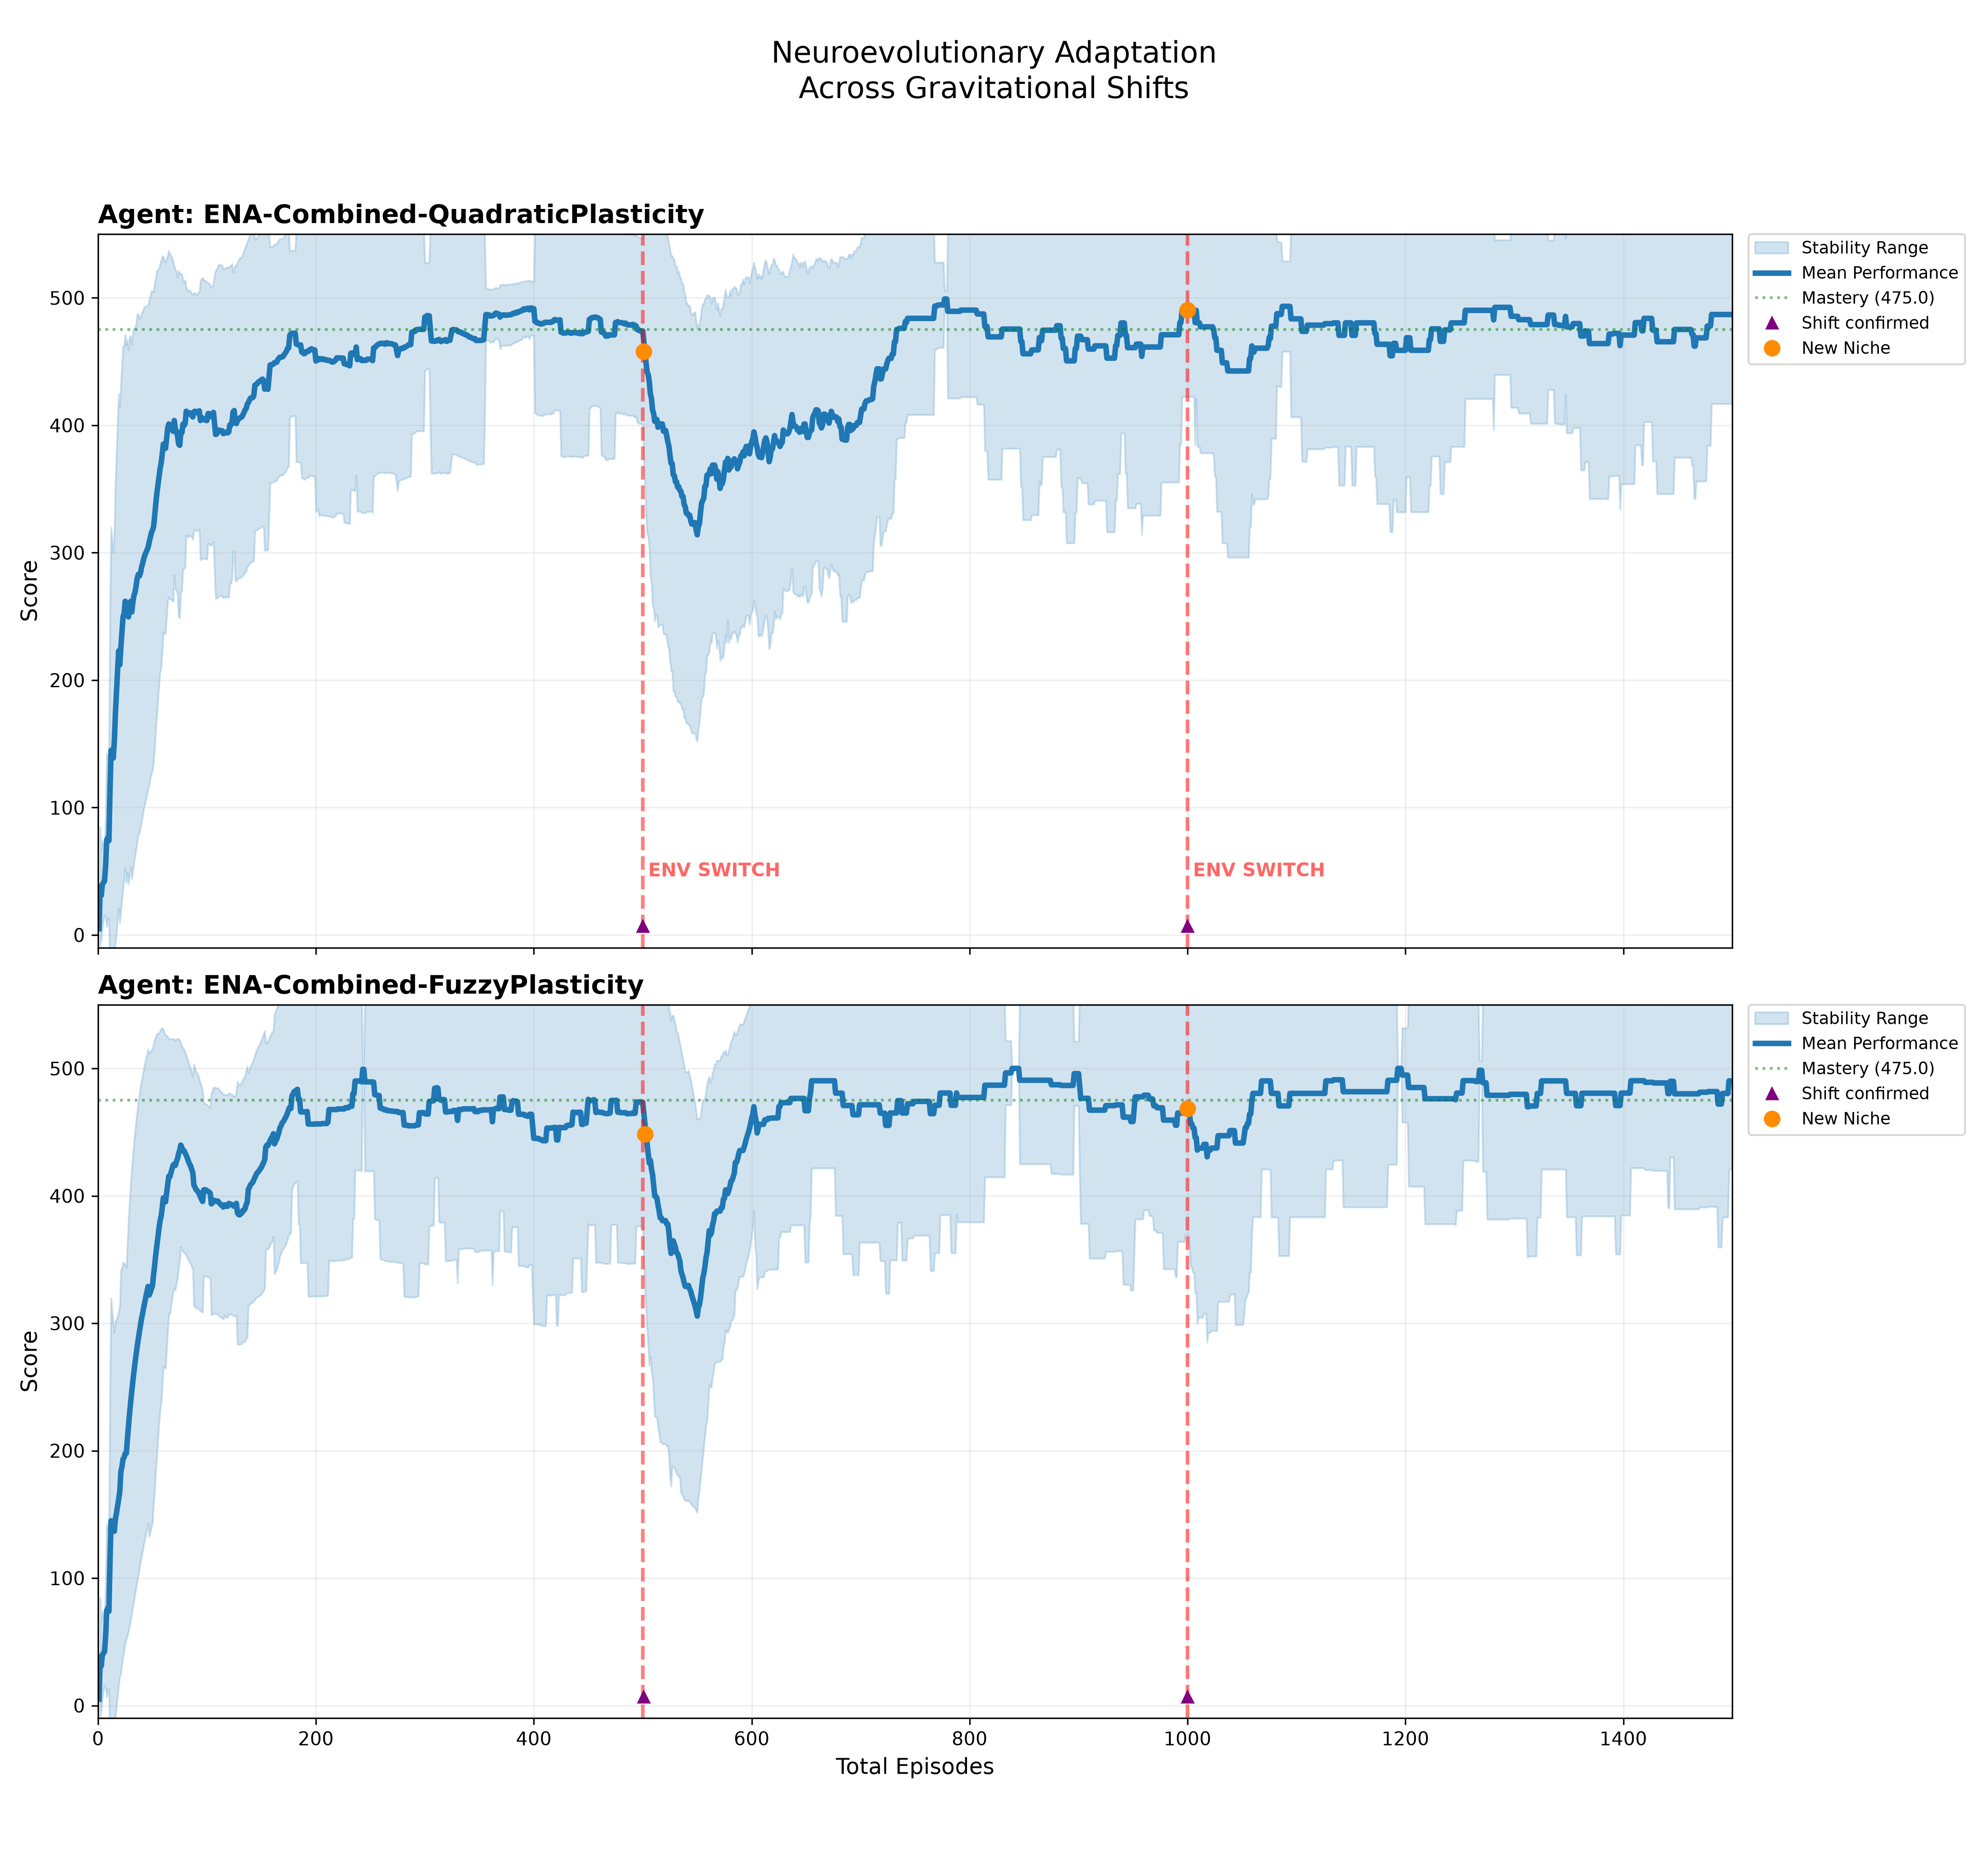 Neuroevolutionary Adaptation
Across Gravitational Shifts
Agent: ENA-Combined-QuadraticPlasticity
Score
500
400
300
200
100
0
ENV SWITCH
ENV SWITCH
Stability Range
Mean Performance
Mastery (475.0)
Shift confirmed
New Niche
Agent: ENA-Combined-FuzzyPlasticity
Score
500
400
300
200
100
0
0 200 400 600 800 1000 1200 1400
Total Episodes
Stability Range
Mean Performance
Mastery (475.0)
Shift confirmed
New Niche